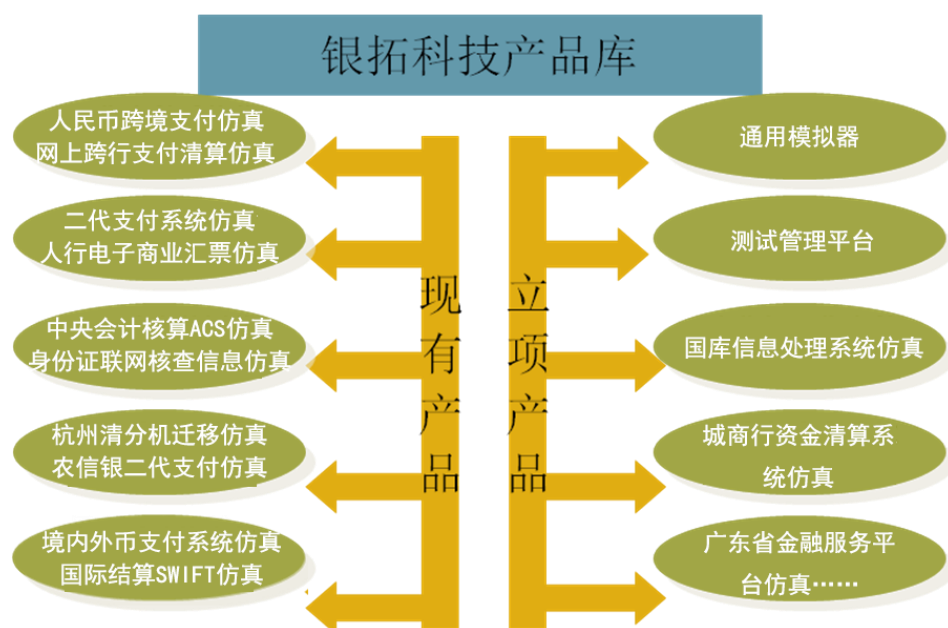 银拓科技产品库
人民币跨境支付仿真
网上跨行支付清算仿真
二代支付系统仿真
人行电子商业汇票仿真
中央会计核算ACS仿真
身份证联网核查信息仿真
杭州清分机迁移仿真
农信银二代支付仿真
境内外币支付系统仿真
国际结算SWIFT仿真
现有产品
立项产品
通用模拟器
测试管理平台
国库信息处理系统仿真
城商行资金清算系
统仿真
广东省金融服务平
台仿真……